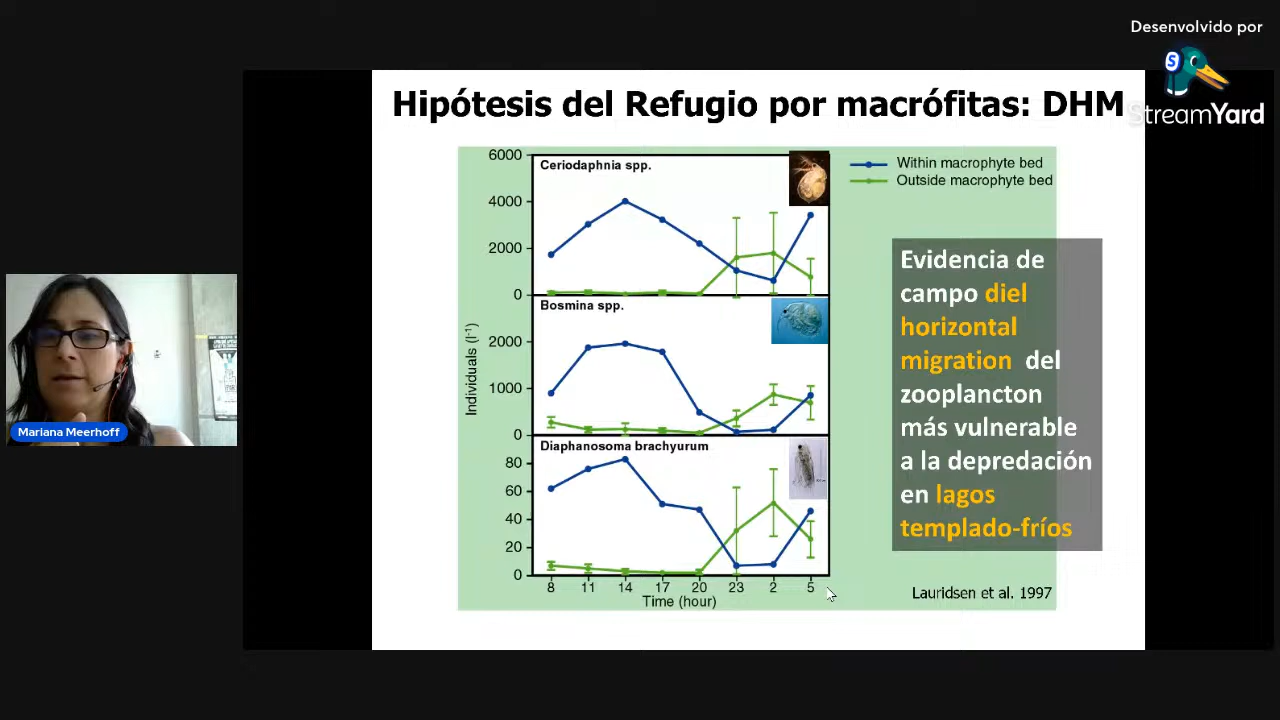 Desenvolvido por
StreamYard
Hipótesis del Refugio por macrófitas: DHM
6000
4000
2000
0
Ceriodaphnia spp.
Within macrophyte bed
Outside macrophyte bed
Individuals (l-1)
2000
1000
0
Bosmina spp.
80
60
40
20
0
Diaphanosoma brachyurum
8 11 14 17 20 23 2 5
Time (hour)
Evidencia de
campo diel
horizontal
migration del
zooplancton
más vulnerable
a la depredación
en lagos
templado-fríos
Lauridsen et al. 1997
Mariana Meerhoff